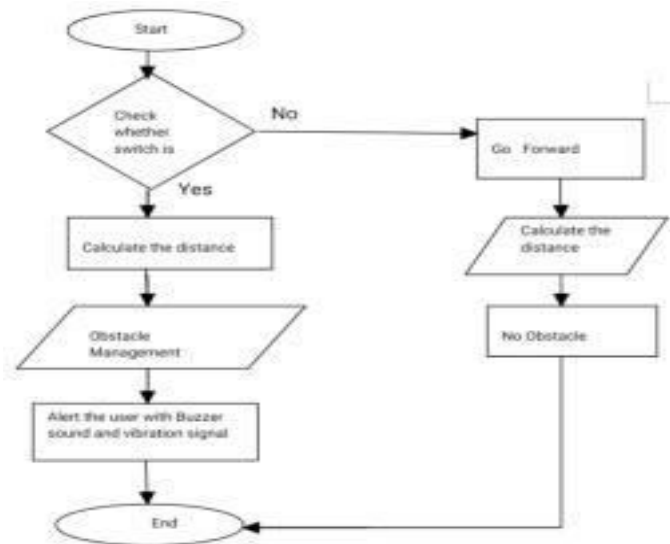 Start
Check
whether
switch is
No
Yes
Go Forward
Calculate the distance
Calculate the
distance
Obstacle
Management
No Obstacle
Alert the user with Buzzer
sound and vibration signal
End